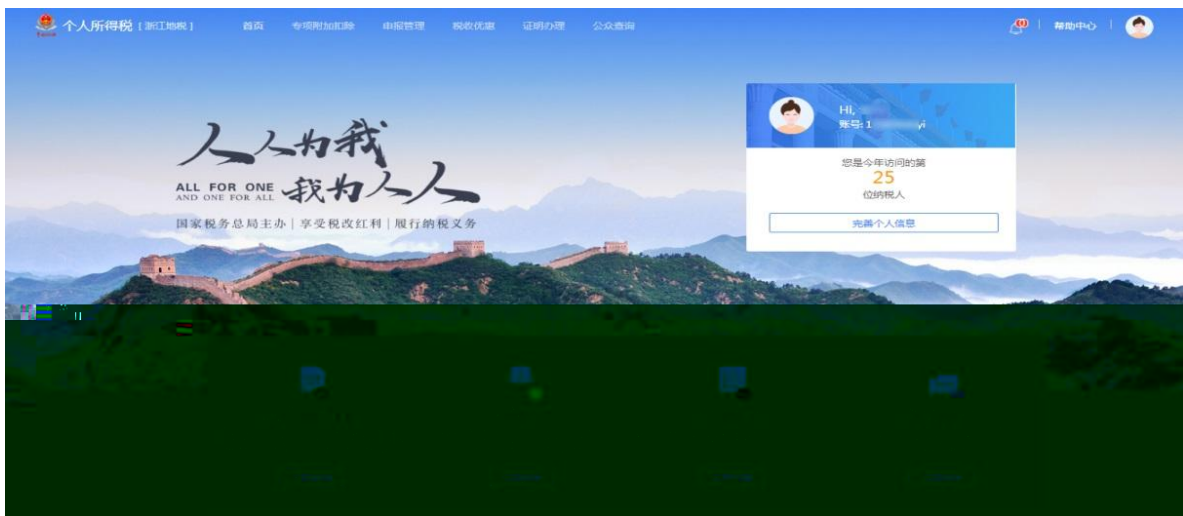 个人所得税 [ 浙江地税 ] 首页 专项附加扣除 申报管理 税收优惠 证明办理 公众查询 帮助中心
Hi,
账号: 1 yi
人人为我
ALL FOR ONE
AND ONE FOR ALL
我为人人
国家税务总局主办 | 享受税改红利 | 履行纳税义务
您是今年访问的第
25
位纳税人
完善个人信息